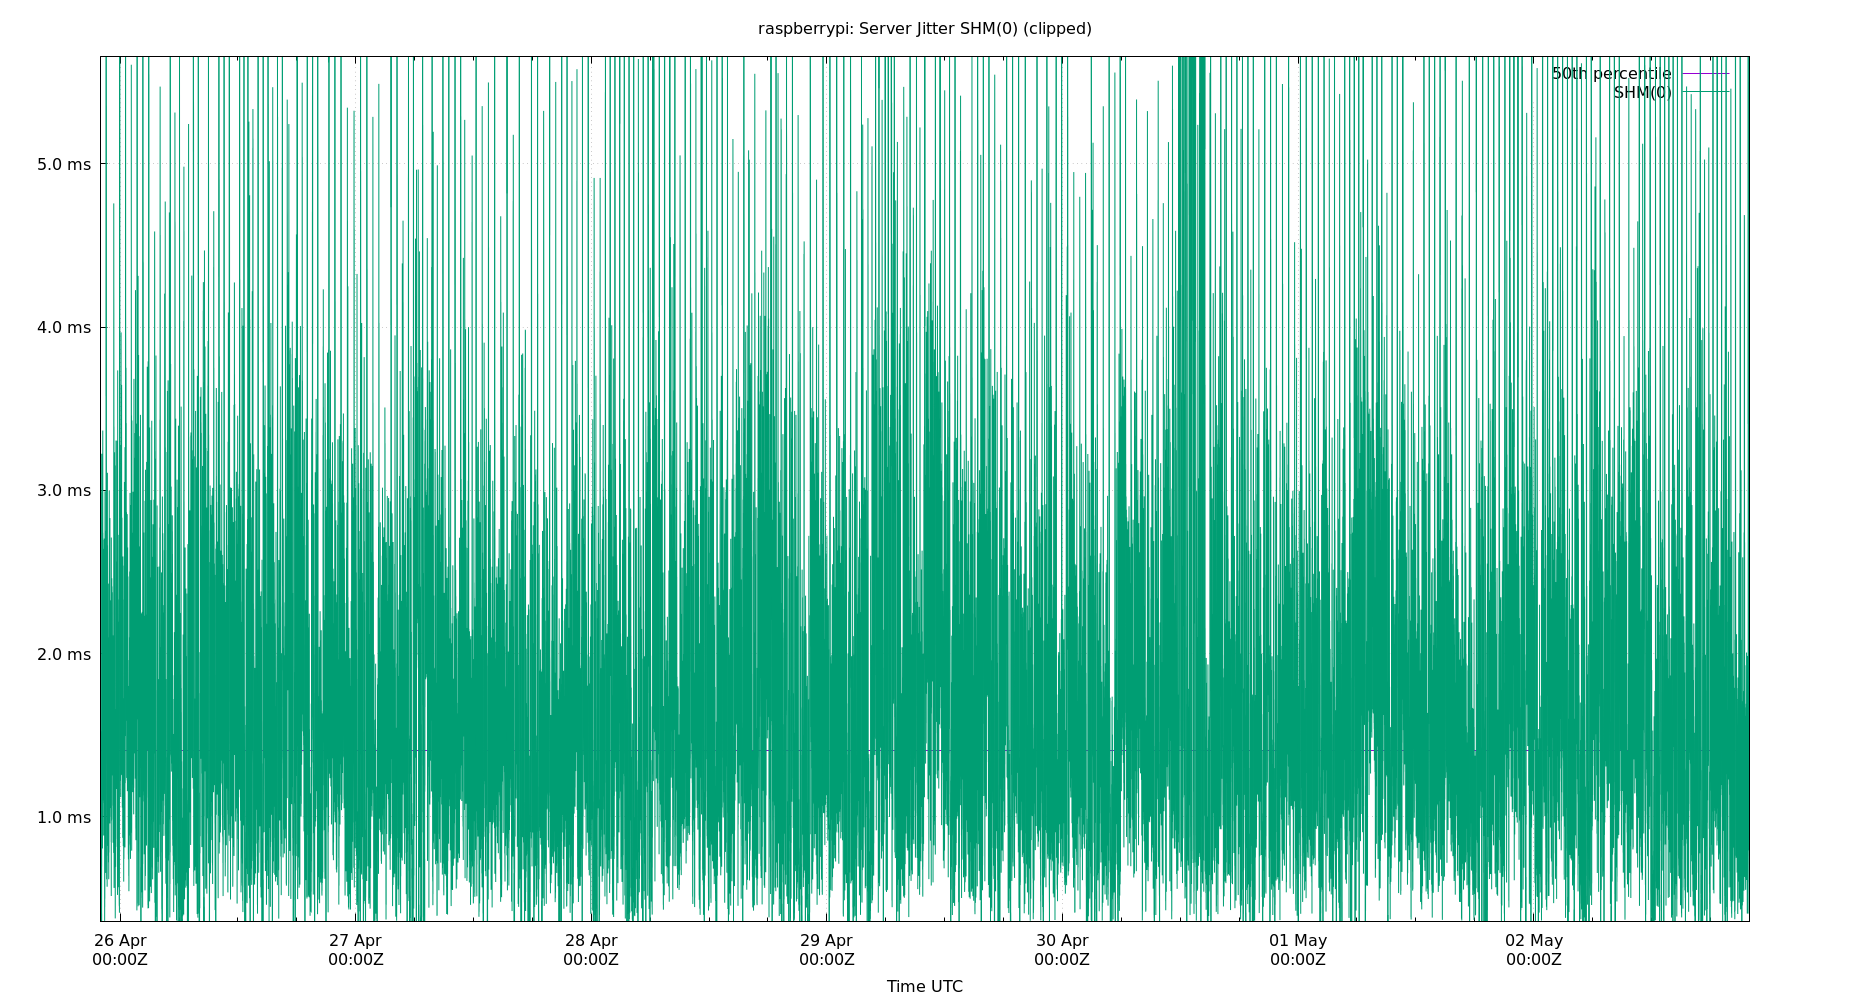 raspberrypi: Server Jitter SHM(0) (clipped)
50th percentile
SHM(0)
5.0 ms
4.0 ms
3.0 ms
2.0 ms
1.0 ms
26 Apr 27 Apr 28 Apr 29 Apr 30 Apr 01 May 02 May
00:00Z 00:00Z 00:00Z 00:00Z 00:00Z 00:00Z 00:00Z
Time UTC